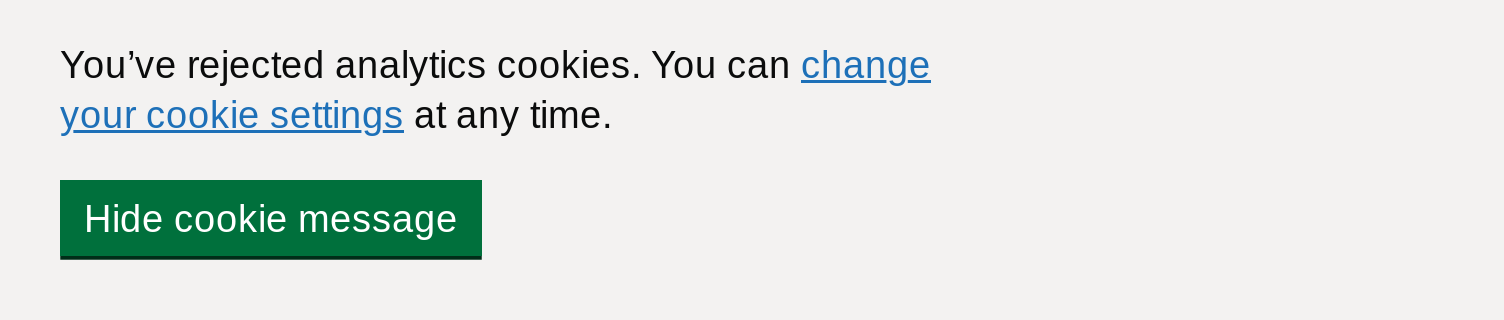 You’ve rejected analytics cookies. You can change
your cookie settings at any time.
Hide cookie message